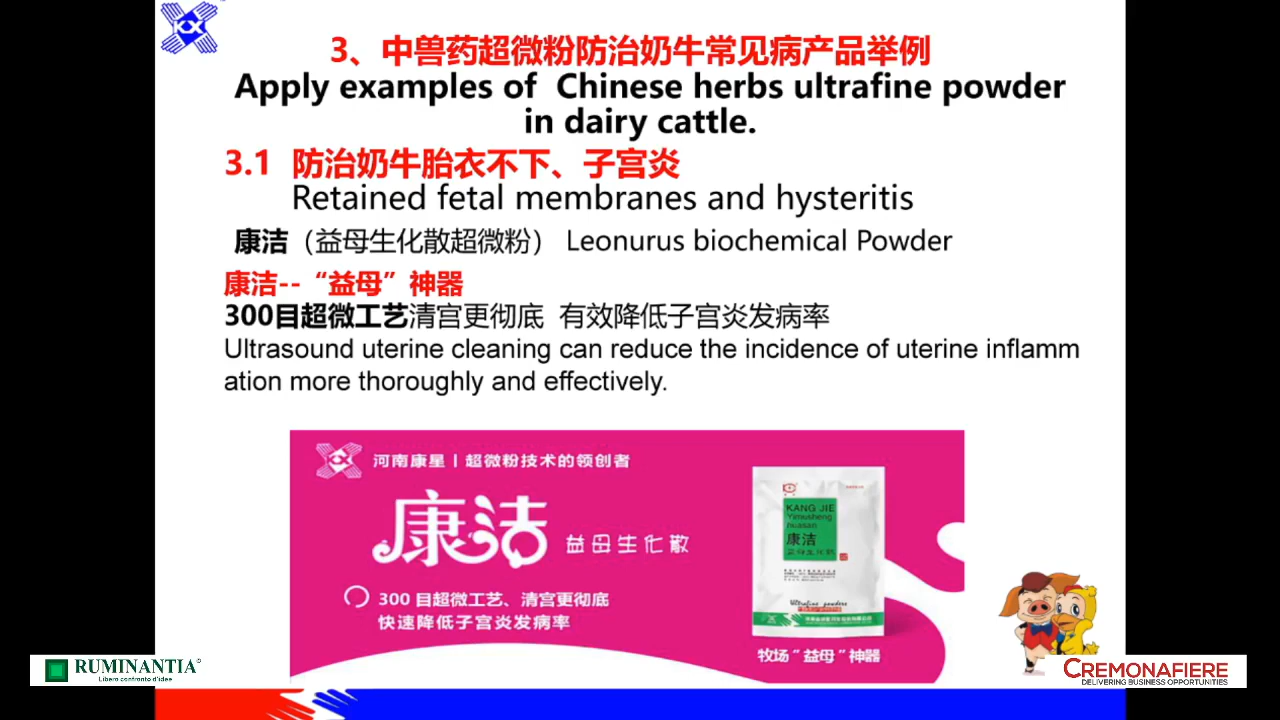 KX
3、中兽药超微粉防治奶牛常见病产品举例
Apply examples of Chinese herbs ultrafine powder
in dairy cattle.
3.1 防治奶牛胎衣不下、子宫炎
Retained fetal membranes and hysteritis
康洁（益母生化散超微粉） Leonurus biochemical Powder
康洁--“益母”神器
300目超微工艺清宫更彻底 有效降低子宫炎发病率
Ultrasound uterine cleaning can reduce the incidence of uterine inflamm
ation more thoroughly and effectively.
KX 河南康星|超微粉技术的领创者
康洁 益母生化散
300 目超微工艺、清宫更彻底
快速降低子宫炎发病率
KANG JIE
Yimusheng
huasan
康洁
益母生化散
Ultrafine powders
牧场“益母”神器
RUMINANTIA
Libero confronto d'idee
CREMONAFIERE
DELIVERING BUSINESS OPPORTUNITIES